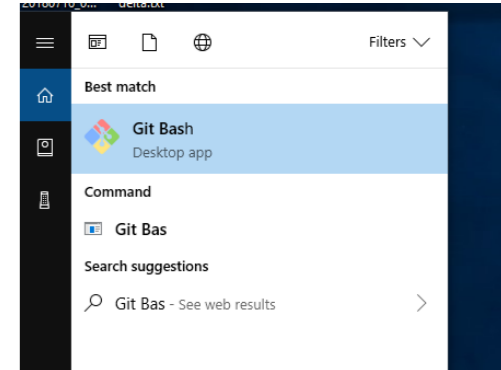 delta.txt
Filters
Best match
Git Bash
Desktop app
Command
Git Bas
Search suggestions
Git Bas - See web results